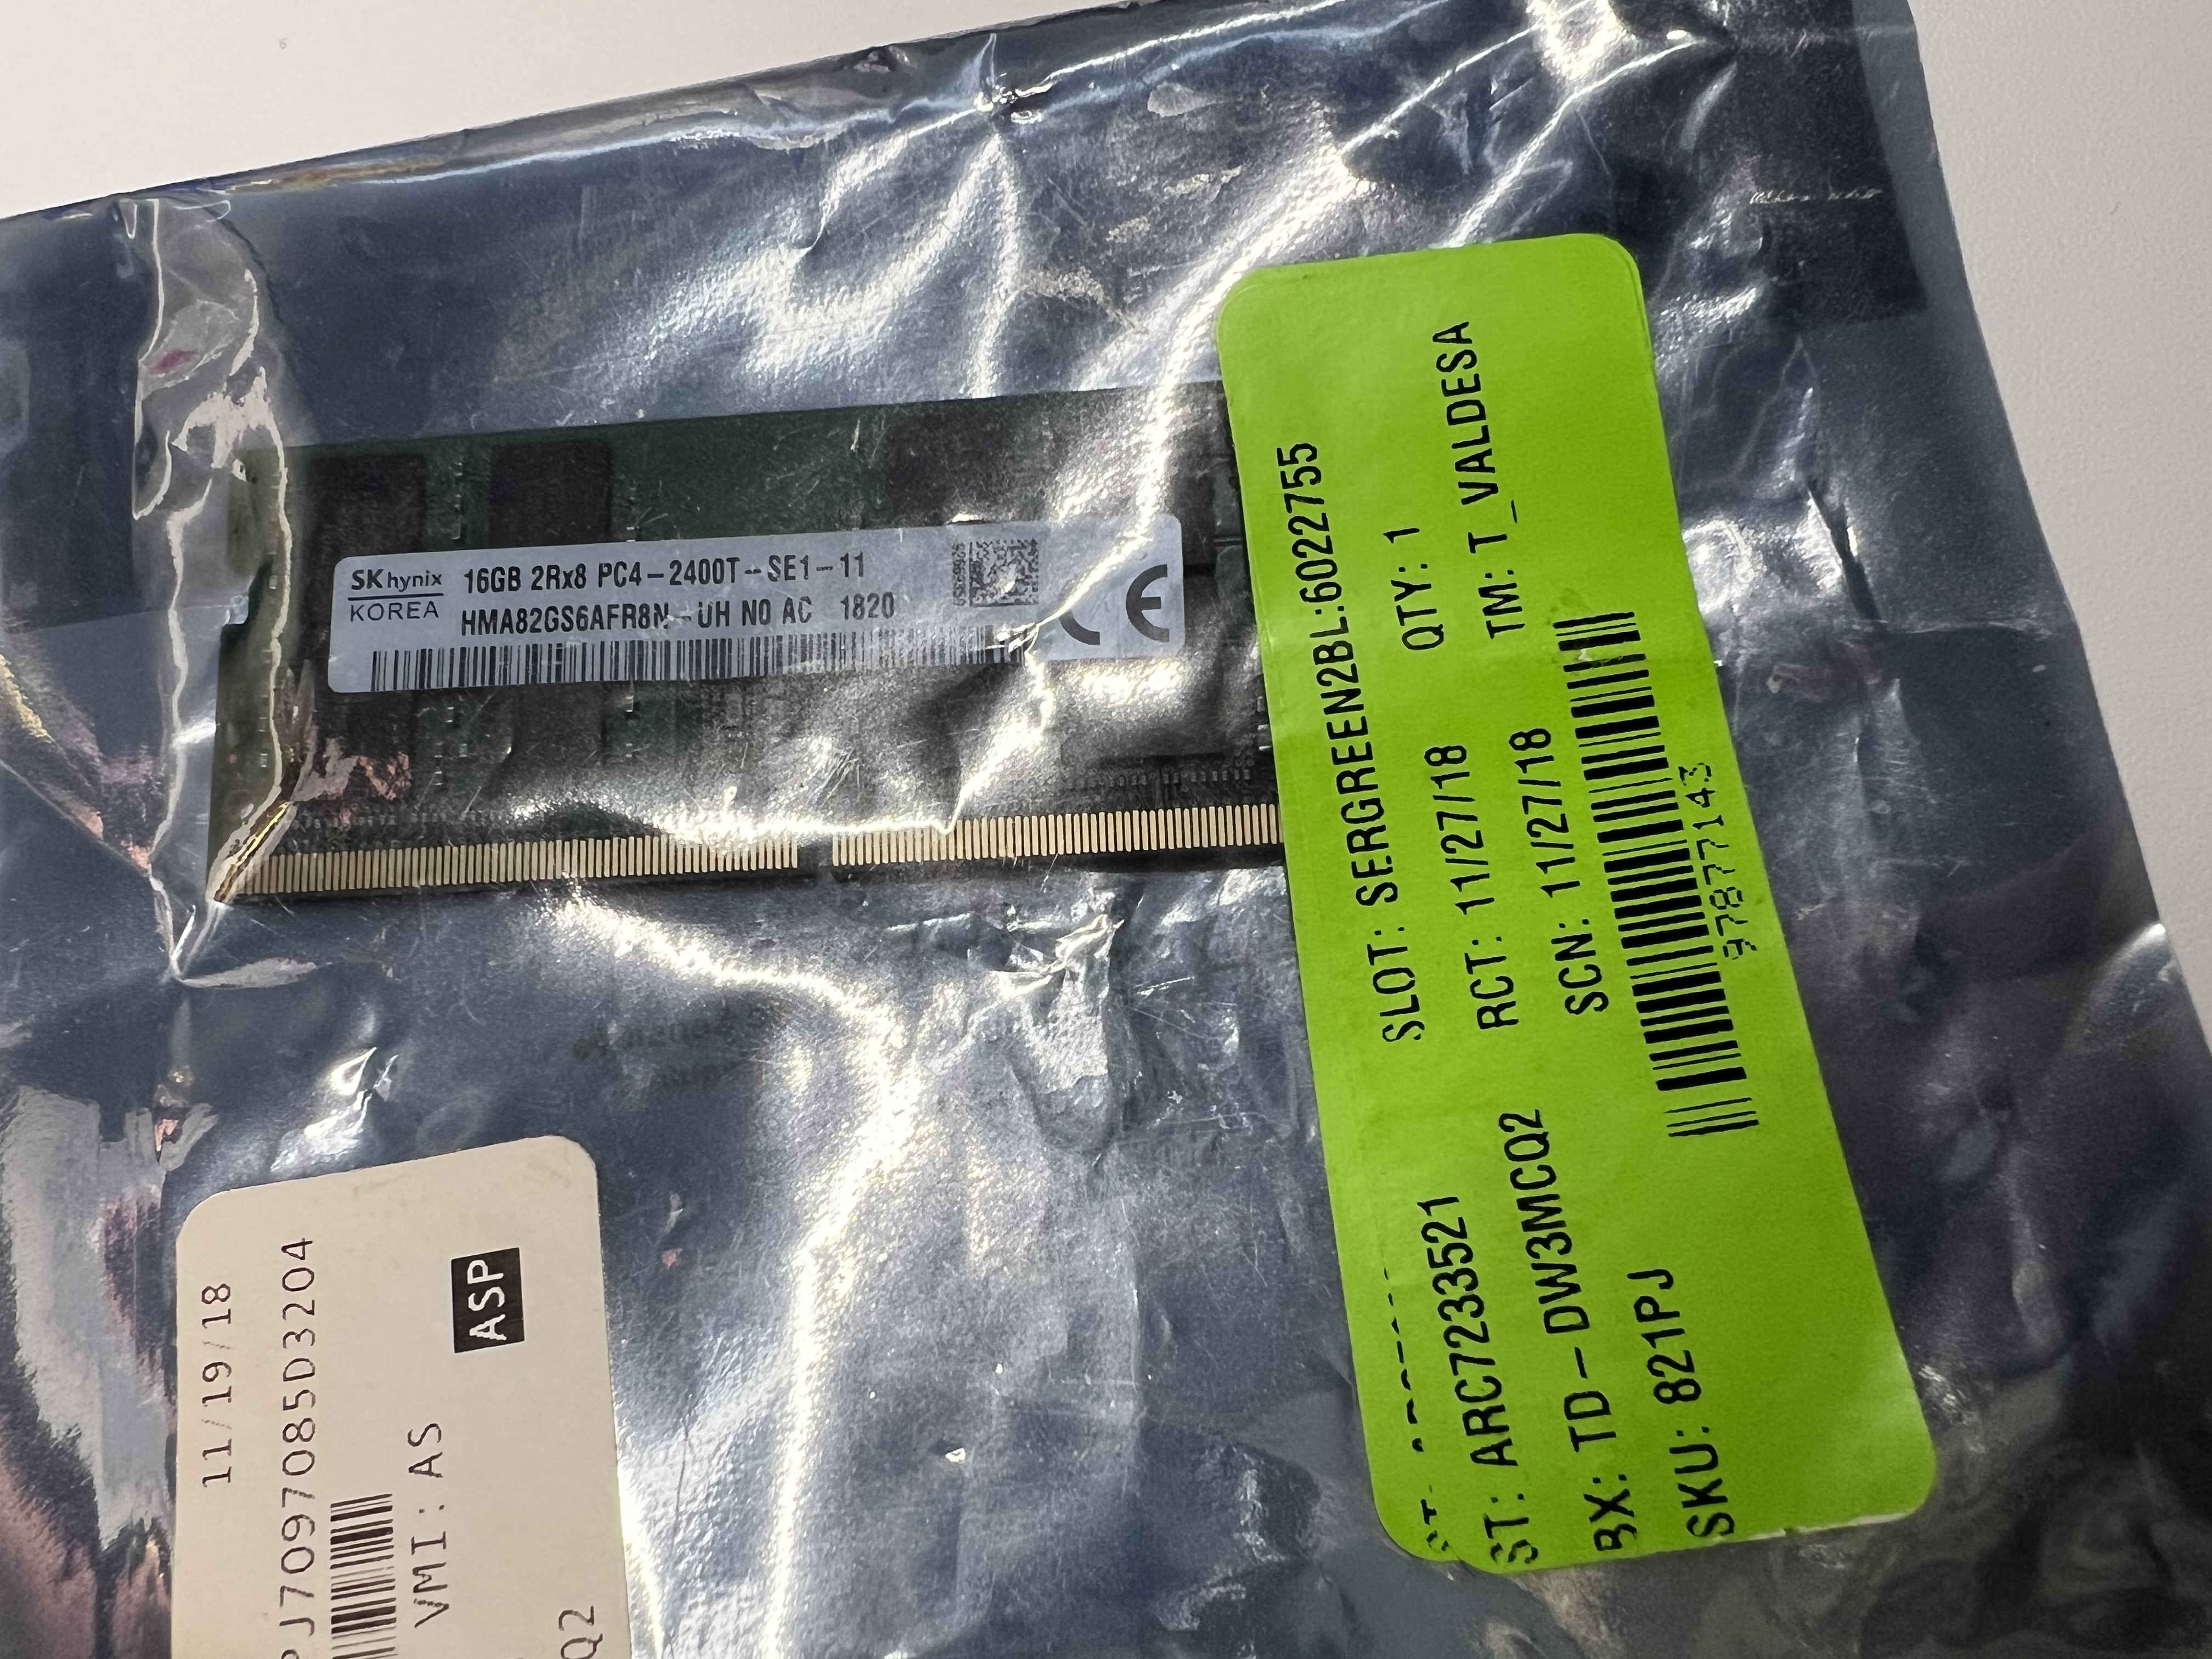 SK hynix
KOREA
16GB 2Rx8 PC4-2400T-SE1-11
HMA82GS6AFR8N-UH N0 AC 1820
CE
SLOT: SERGREEN2BL:6022755
RCT: 11/27/18 QTY: 1
SCN: 11/27/18 TM: T_VALDESA
97877143
ST: ARC7233521
BX: TD-DW3MCQ2
SKU: 821PJ
11/19/18
PJ7097085D3204
VMI: AS
ASP
Q2